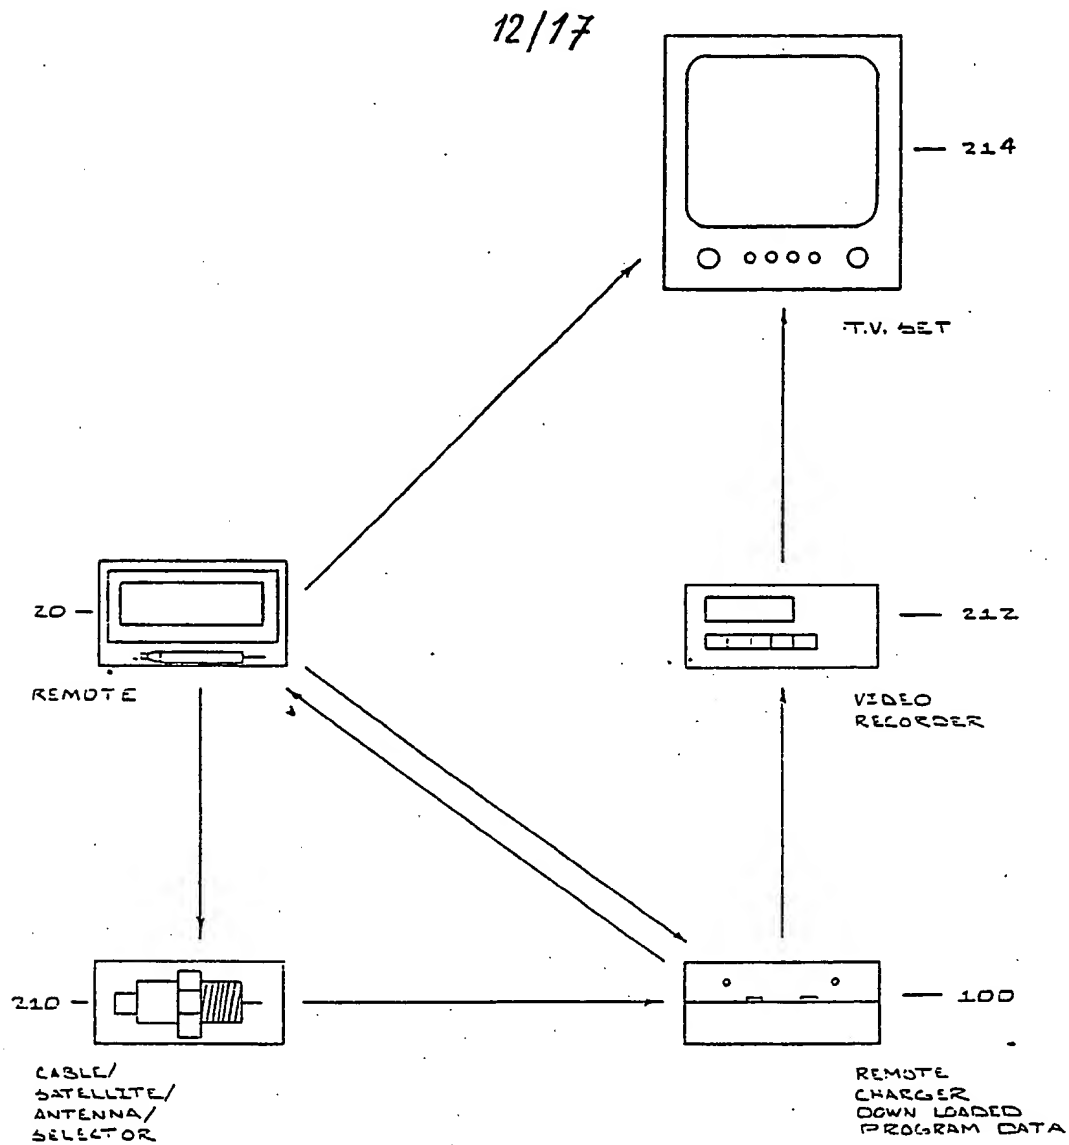 12/17
214
T.V. SET
20
REMOTE
212
VIDEO
RECORDER
210
CABLE/
SATELLITE/
ANTENNA/
SELECTOR
100
REMOTE
CHARGER
DOWN LOADED
PROGRAM DATA